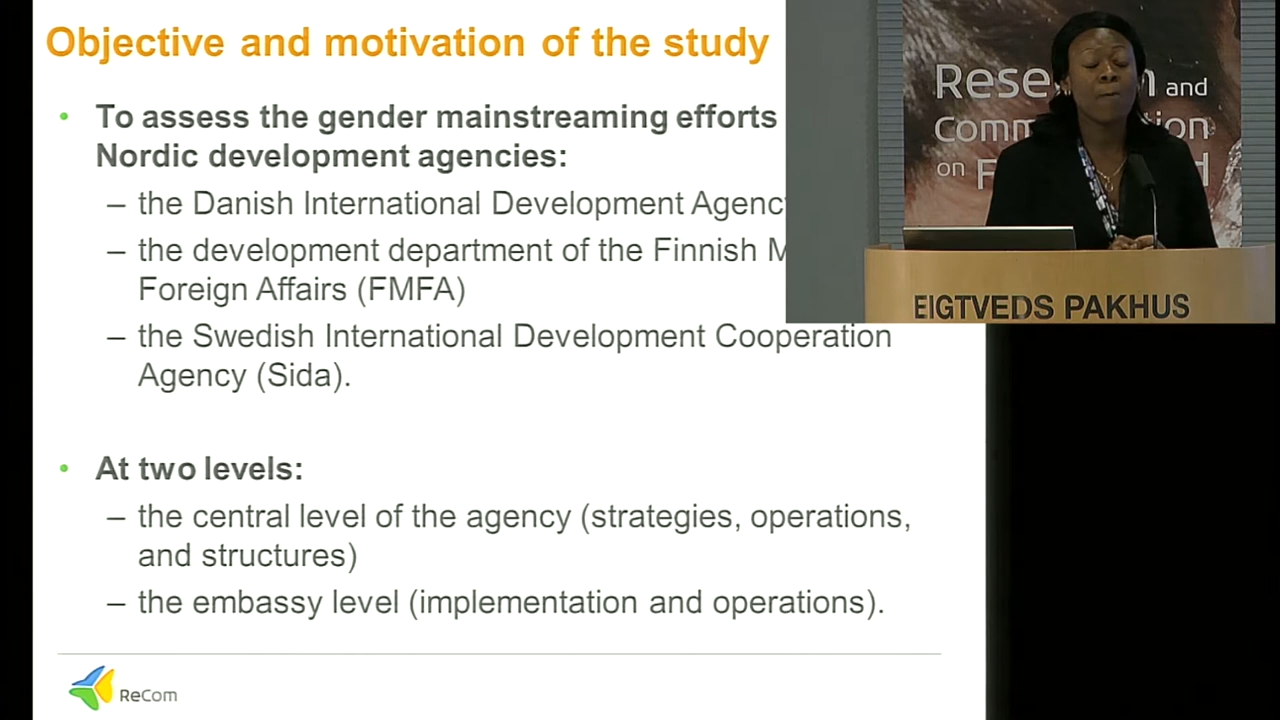 Objective and motivation of the study
• To assess the gender mainstreaming efforts
Nordic development agencies:
– the Danish International Development Agenc
– the development department of the Finnish M
Foreign Affairs (FMFA)
– the Swedish International Development Cooperation
Agency (Sida).
• At two levels:
– the central level of the agency (strategies, operations,
and structures)
– the embassy level (implementation and operations).
ReCom
Rese
and
Comm
tion
on F
EIGTVEDS PAKHUS